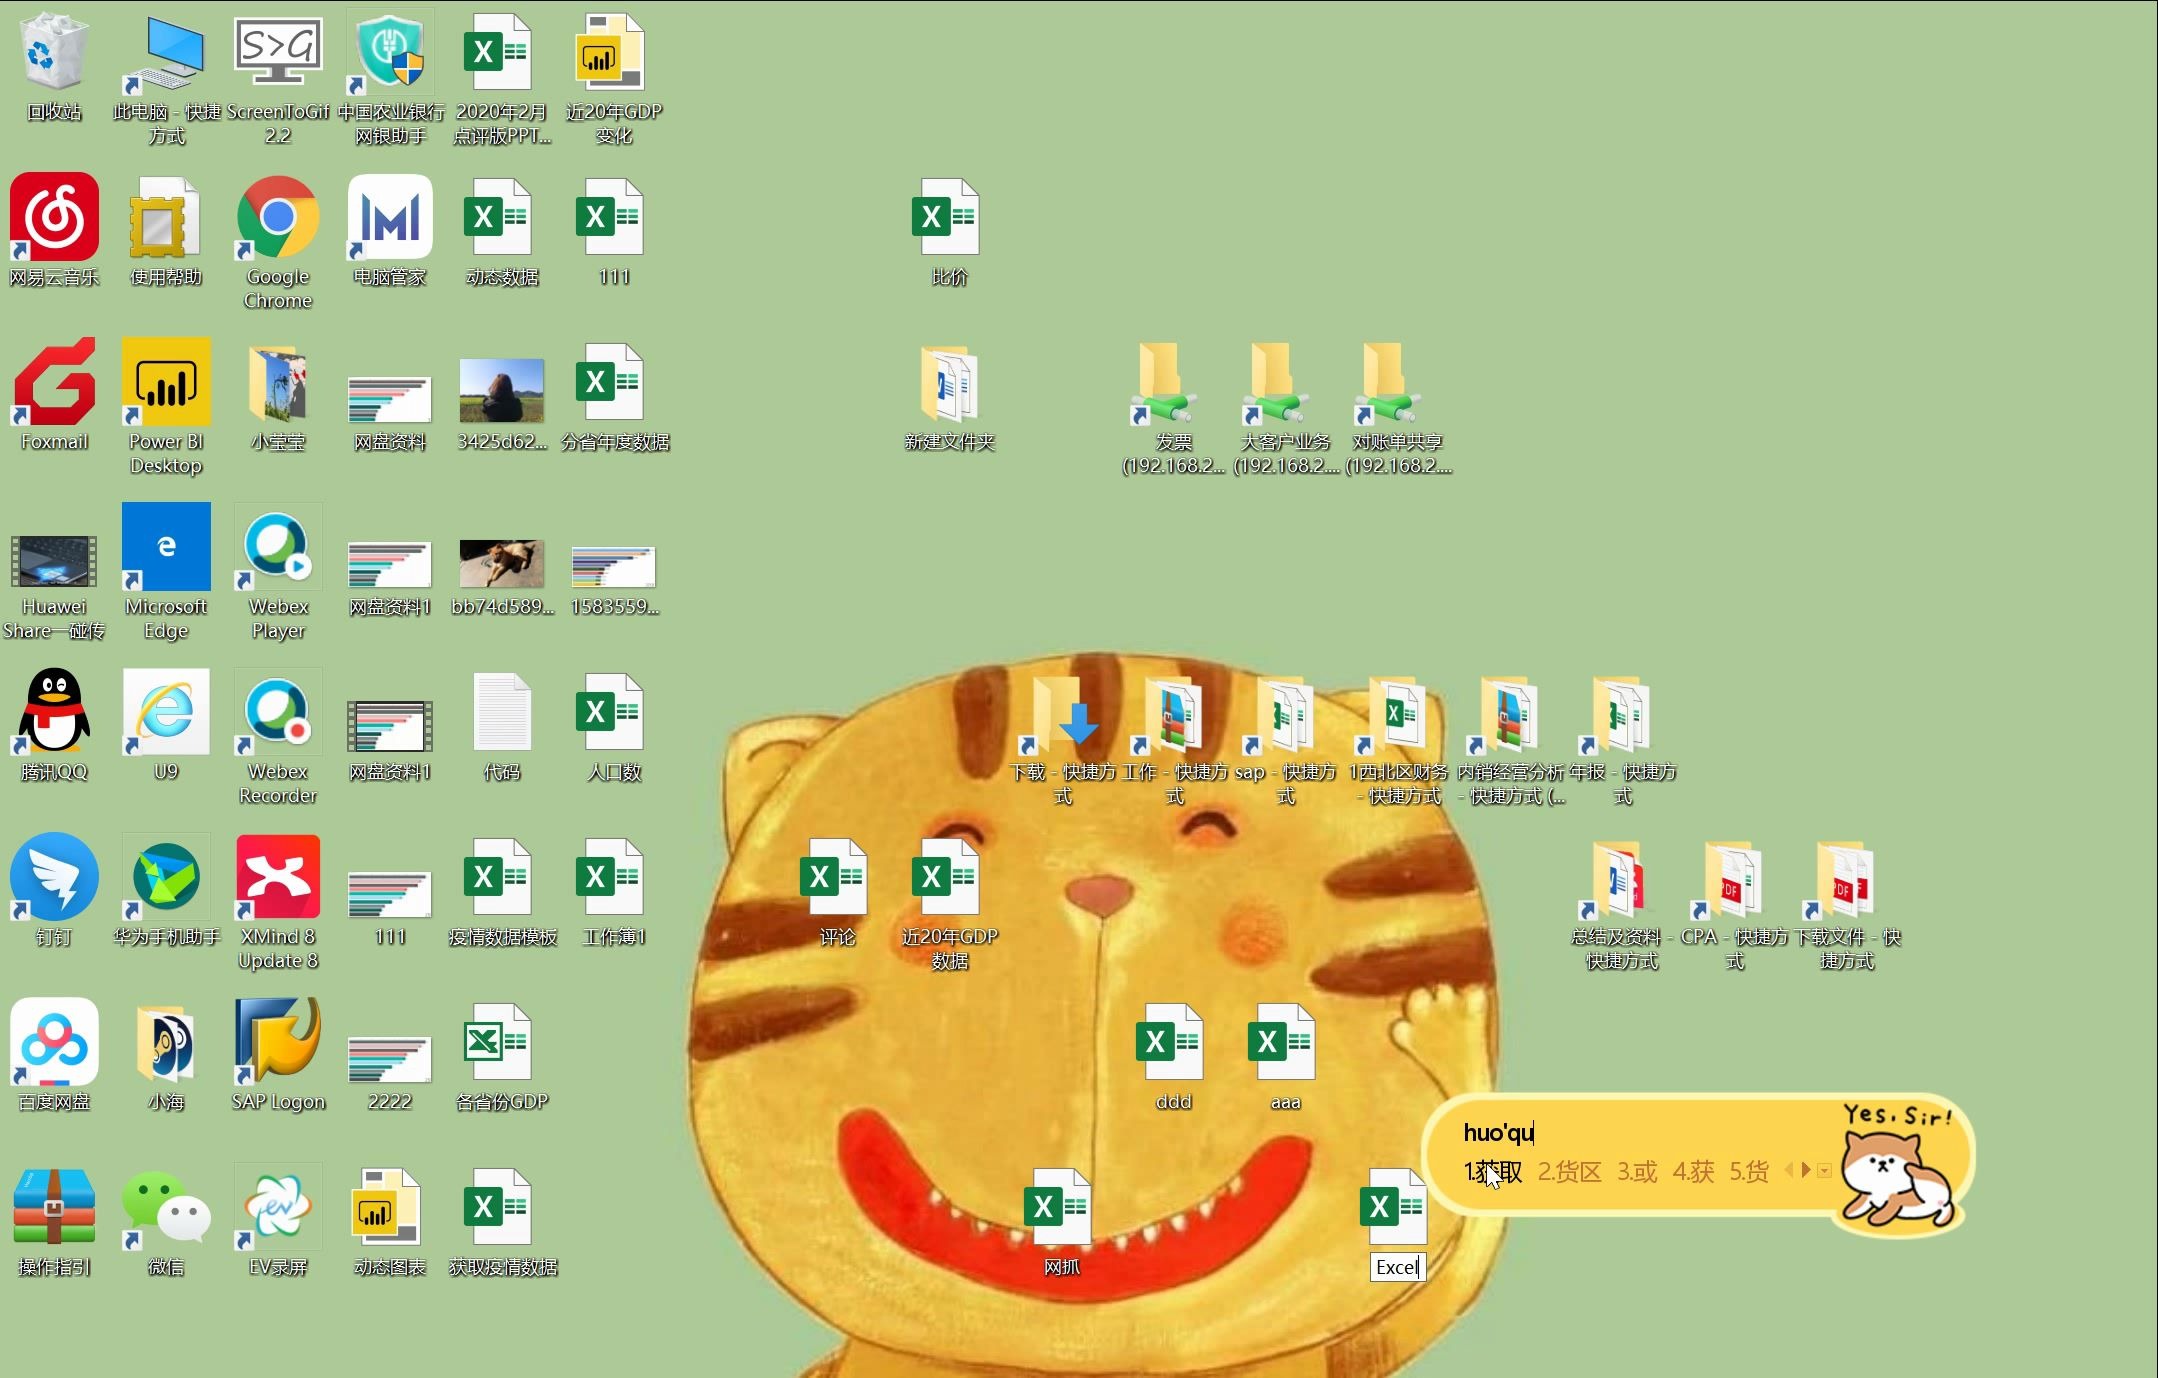 回收站
此电脑 - 快捷
方式
ScreenToGif
2.2
中国农业银行
网银助手
2020年2月
点评版PPT...
近20年GDP
变化
网易云音乐
使用帮助
Google
Chrome
电脑管家
动态数据
111
比价
Foxmail
Power BI
Desktop
小莹莹
网盘资料
3425d62...
分省年度数据
新建文件夹
发票
(192.168.2...
大客户业务
(192.168.2....
对账单共享
(192.168.2....
Huawei
Share一碰传
Microsoft
Edge
Webex
Player
网盘资料1
bb74d589...
1583559...
腾讯QQ
U9
Webex
Recorder
网盘资料1
代码
人口数
下载 - 快捷方
式
工作 - 快捷方
式
sap - 快捷方
式
1西北区财务
- 快捷方式
内销经营分析
- 快捷方式 (...
年报 - 快捷方
式
钉钉
华为手机助手
XMind 8
Update 8
111
疫情数据模板
工作簿1
评论
近20年GDP
数据
总结及资料 -
快捷方式
CPA - 快捷方
式
下载文件 - 快
捷方式
百度网盘
小海
SAP Logon
2222
各省份GDP
ddd
aaa
Yes, Sir!
huo'qu
1.获取 2.货区 3.或 4.获 5.货
操作指引
微信
EV录屏
动态图表
获取疫情数据
网抓
Excel